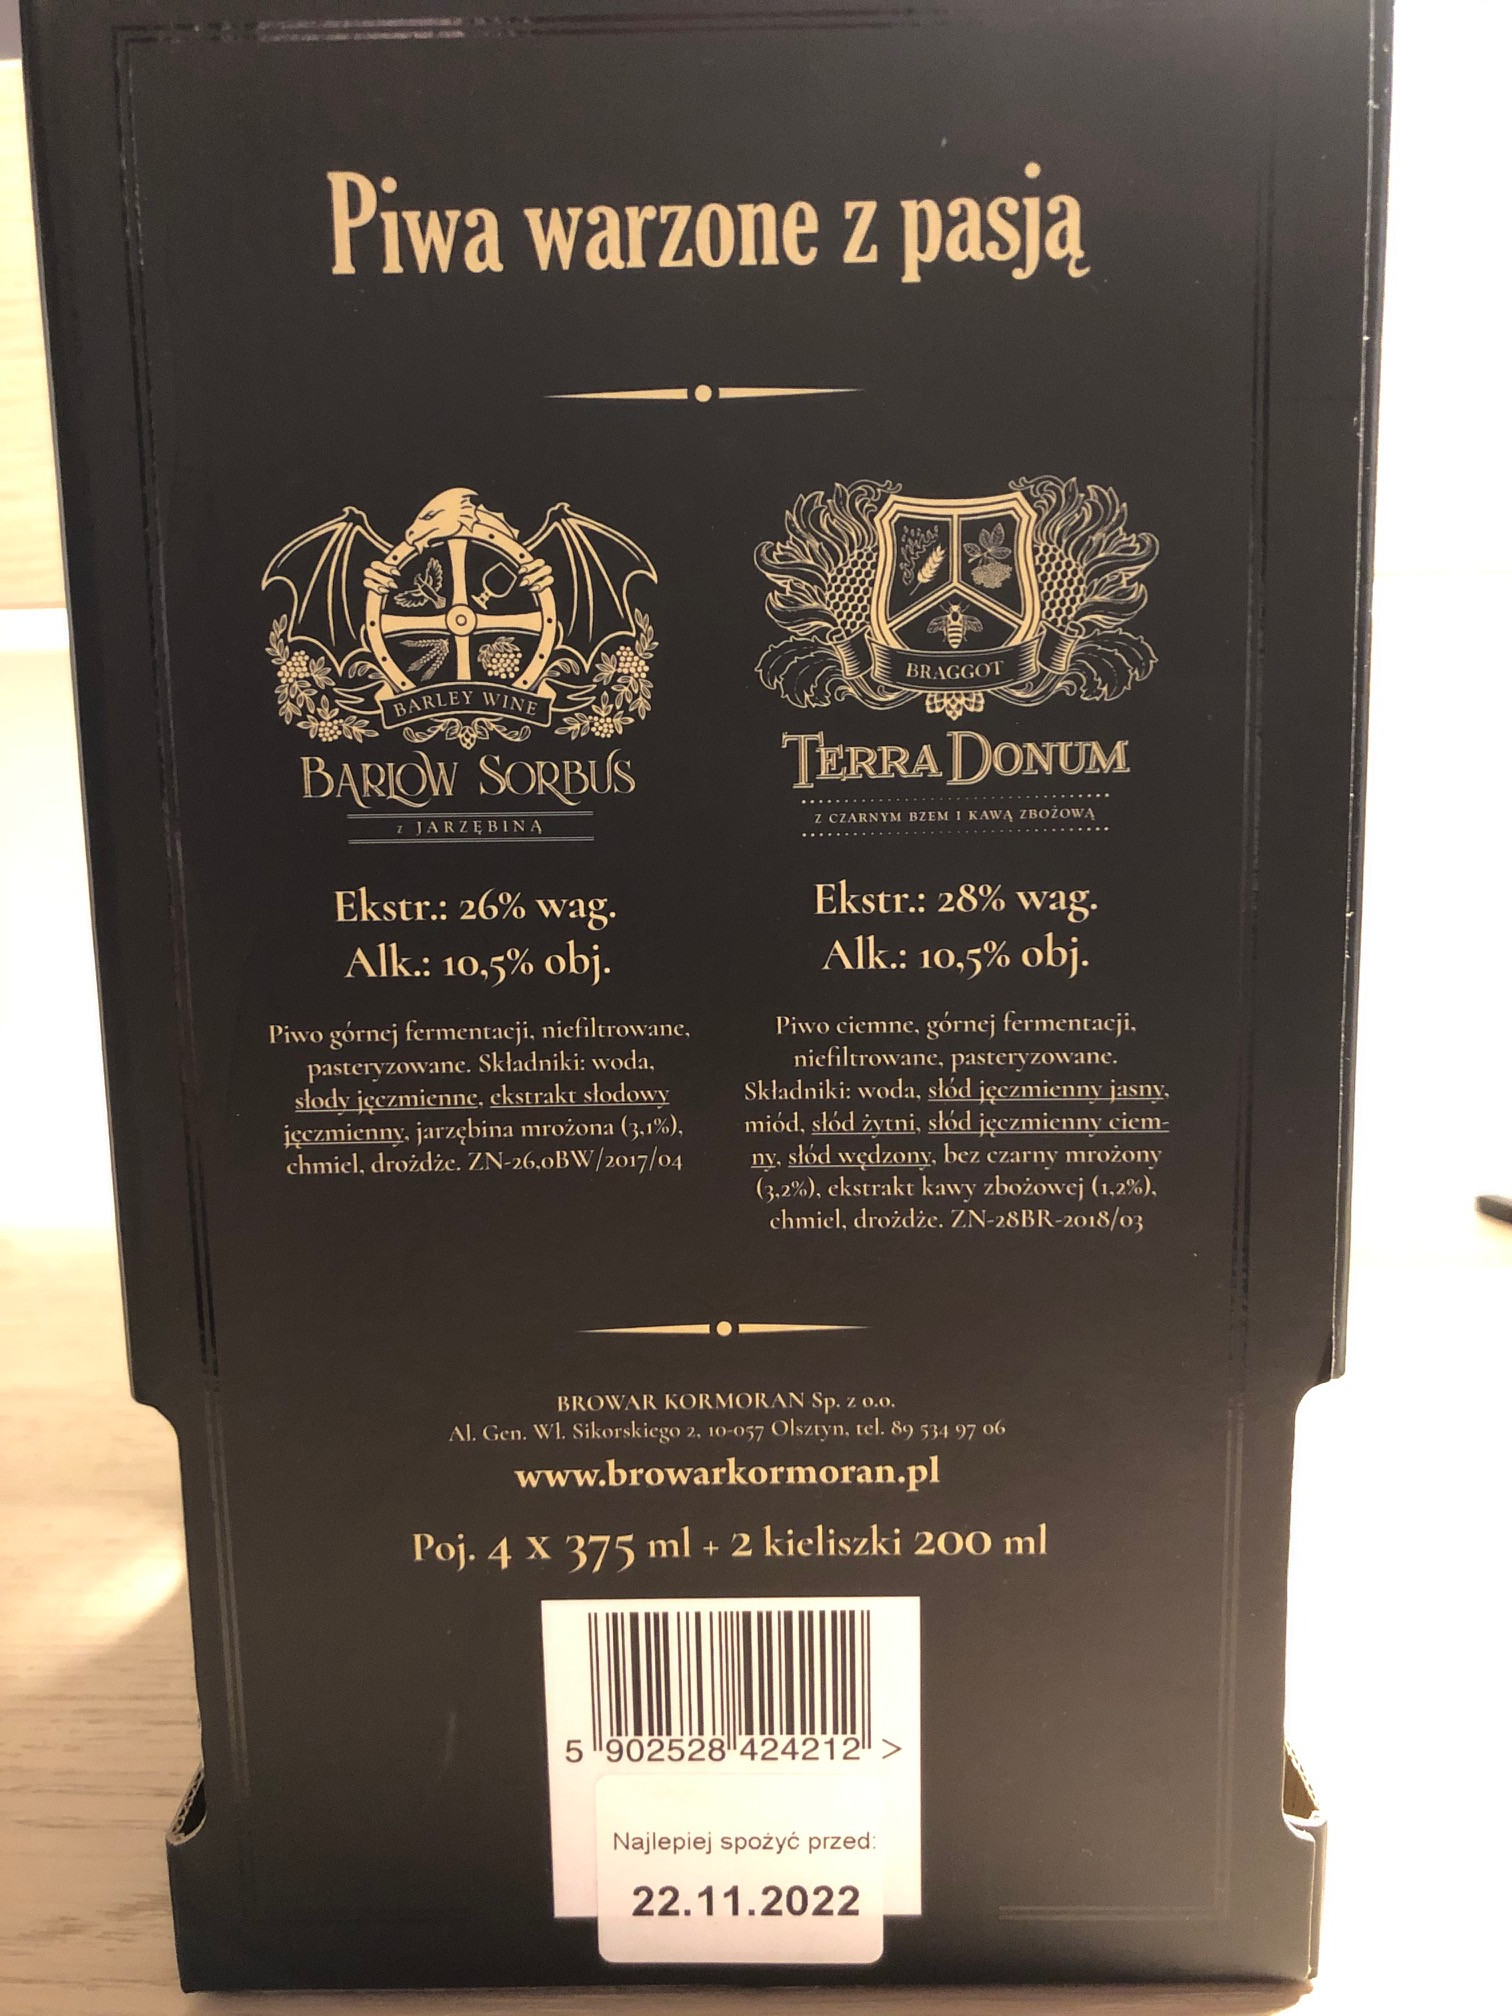 Piwa warzone z pasją
BARLEY WINE
BARLOW SORBUS
z JARZĘBINĄ
Ekstr.: 26% wag.
Alk.: 10,5% obj.
Piwo górnej fermentacji, niefiltrowane,
pasteryzowane. Składniki: woda,
słody jęczmienne, ekstrakt słodowy
jęczmienny, jarzębina mrożona (3,1%),
chmiel, drożdże. ZN-26,0BW/2017/04
BRAGGOT
TERRA DONUM
Z CZARNYM BZEM I KAWĄ ZBOŻOWĄ
Ekstr.: 28% wag.
Alk.: 10,5% obj.
Piwo ciemne, górnej fermentacji,
niefiltrowane, pasteryzowane.
Składniki: woda, słód jęczmienny jasny,
miód, słód żytni, słód jęczmienny ciem-
ny, słód wędzony, bez czarny mrożony
(3,2%), ekstrakt kawy zbożowej (1,2%),
chmiel, drożdże. ZN-28BR-2018/03
BROWAR KORMORAN Sp. z o.o.
Al. Gen. Wł. Sikorskiego 2, 10-057 Olsztyn, tel. 89 534 97 06
www.browarkormoran.pl
Poj. 4 x 375 ml + 2 kieliszki 200 ml
5 902528 424212 >
Najlepiej spożyć przed:
22.11.2022